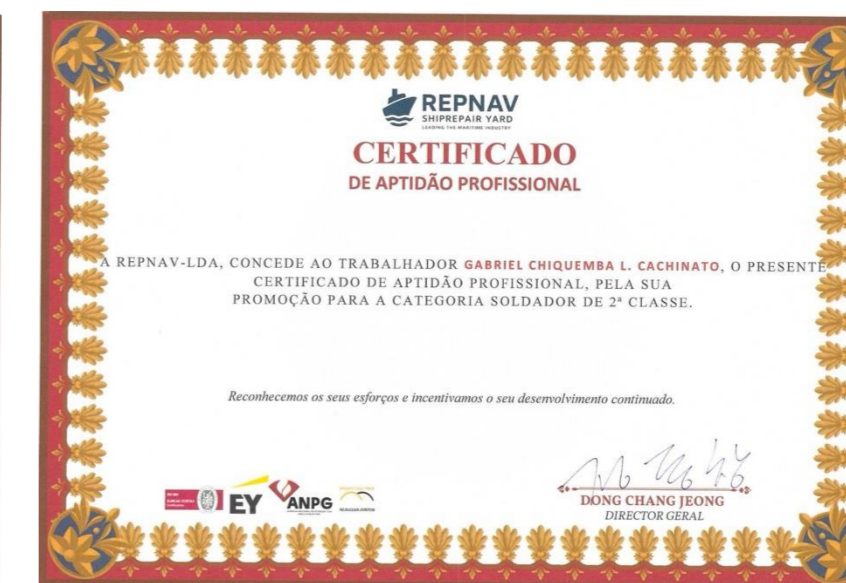 REPNAV
SHIPREPAIR YARD
LEADING THE MARITIME INDUSTRY
CERTIFICADO
DE APTIDÃO PROFISSIONAL
A REPNAV-LDA, CONCEDE AO TRABALHADOR GABRIEL CHIQUEMBA L. CACHINATO, O PRESENTE
CERTIFICADO DE APTIDÃO PROFISSIONAL, PELA SUA
PROMOÇÃO PARA A CATEGORIA SOLDADOR DE 2ª CLASSE.
Reconhecemos os seus esforços e incentivamos o seu desenvolvimento continuado.
EY
ANPG
DONG CHANG JEONG
DIRECTOR GERAL